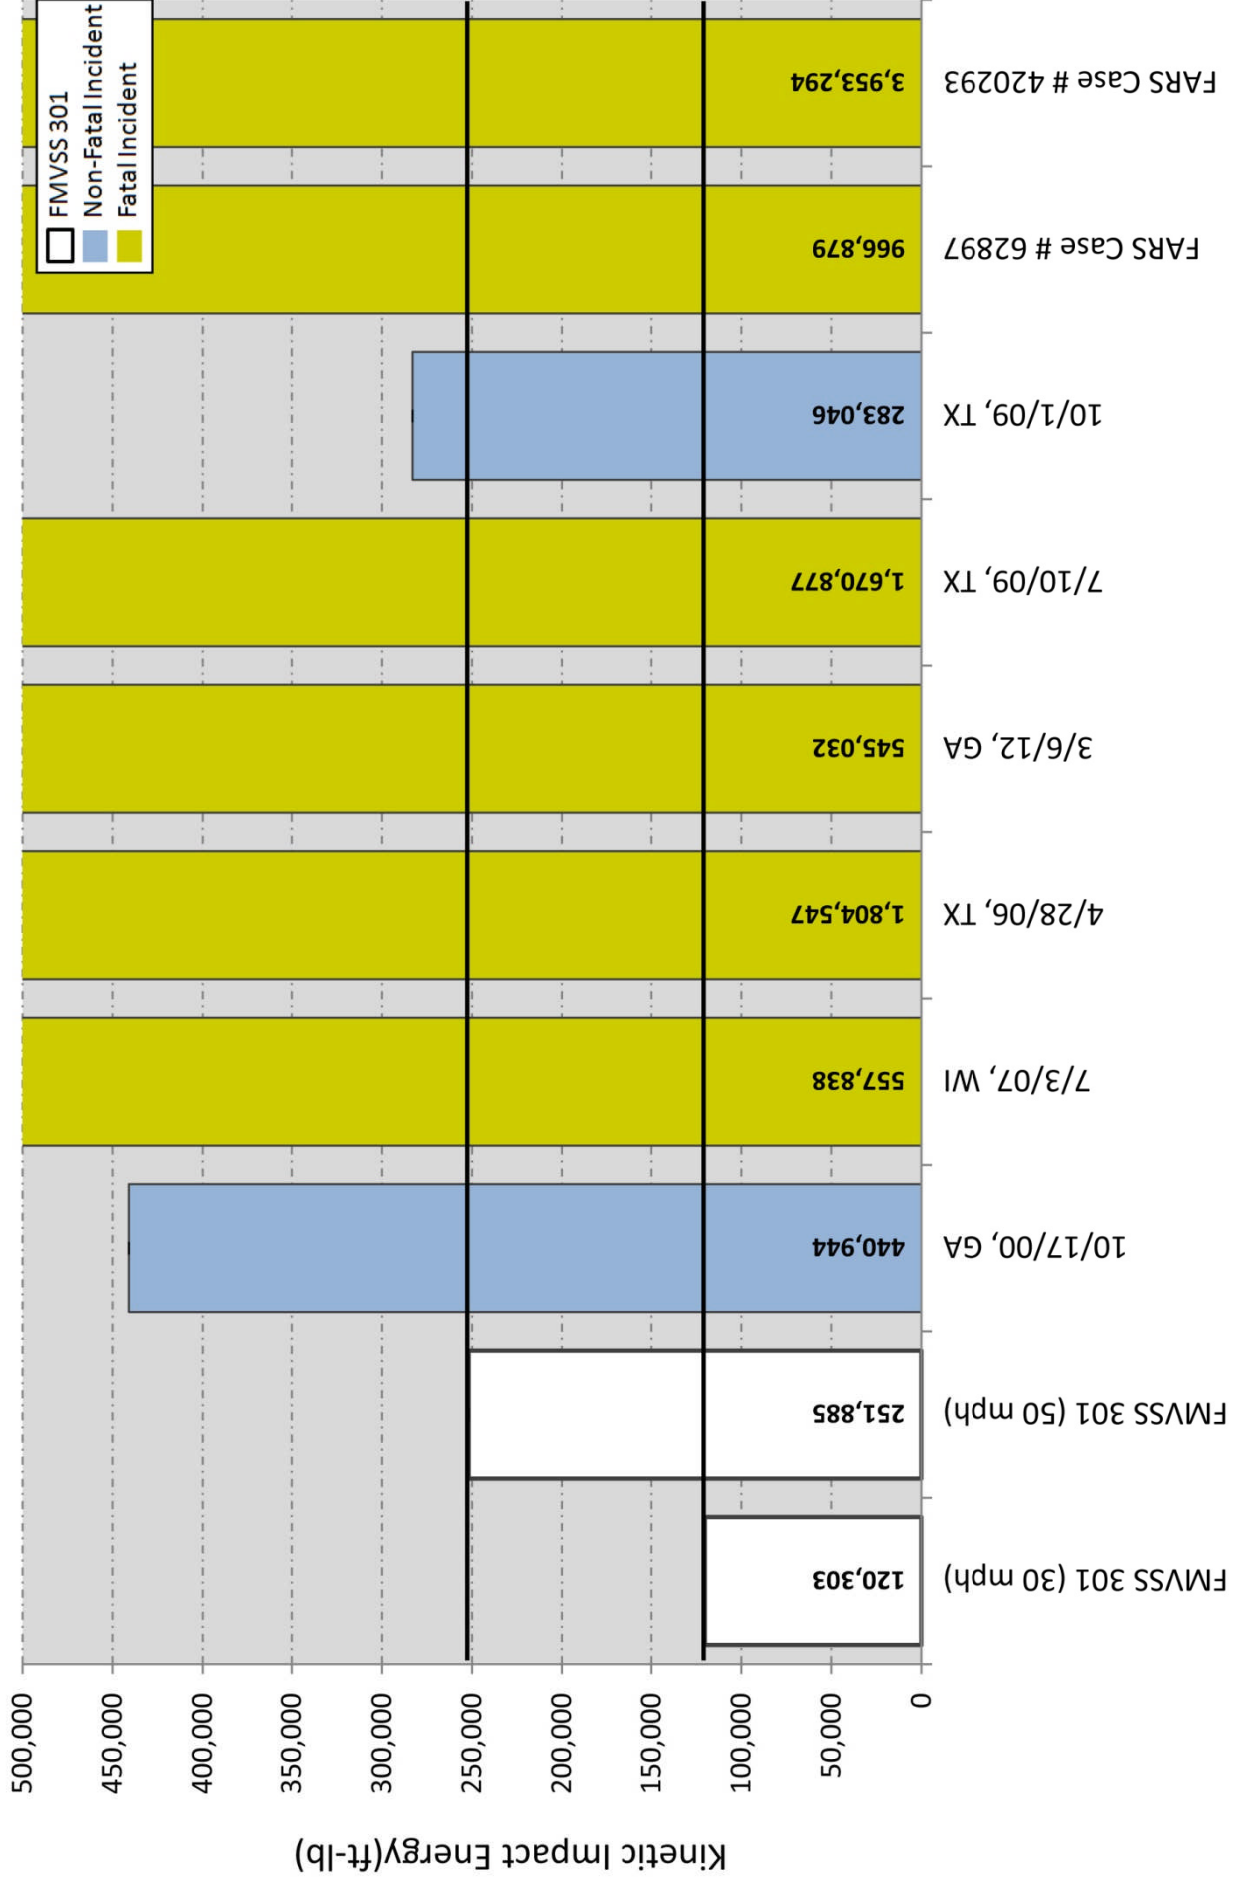 Kinetic Impact Energy(ft-lb)
500,000
450,000
400,000
350,000
300,000
250,000
200,000
150,000
100,000
50,000
0
FMVSS 301
Non-Fatal Incident
Fatal Incident
120,303
251,885
440,944
557,838
1,804,547
545,032
1,670,877
283,046
966,879
3,953,294
FMVSS 301 (30 mph)
FMVSS 301 (50 mph)
10/17/00, GA
7/3/07, WI
4/28/06, TX
3/6/12, GA
7/10/09, TX
10/1/09, TX
FARS Case # 62897
FARS Case # 420293